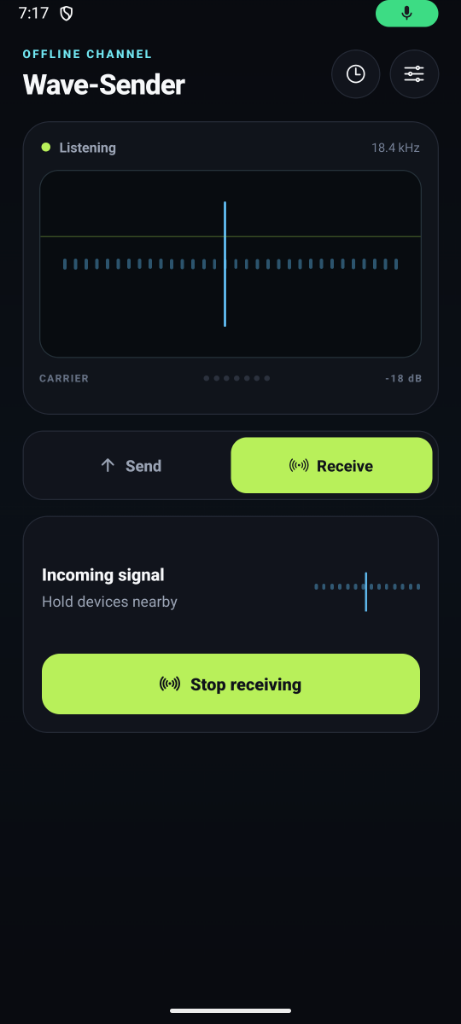 7:17
OFFLINE CHANNEL
Wave-Sender
Listening
18.4 kHz
CARRIER
-18 dB
Send
Receive
Incoming signal
Hold devices nearby
Stop receiving